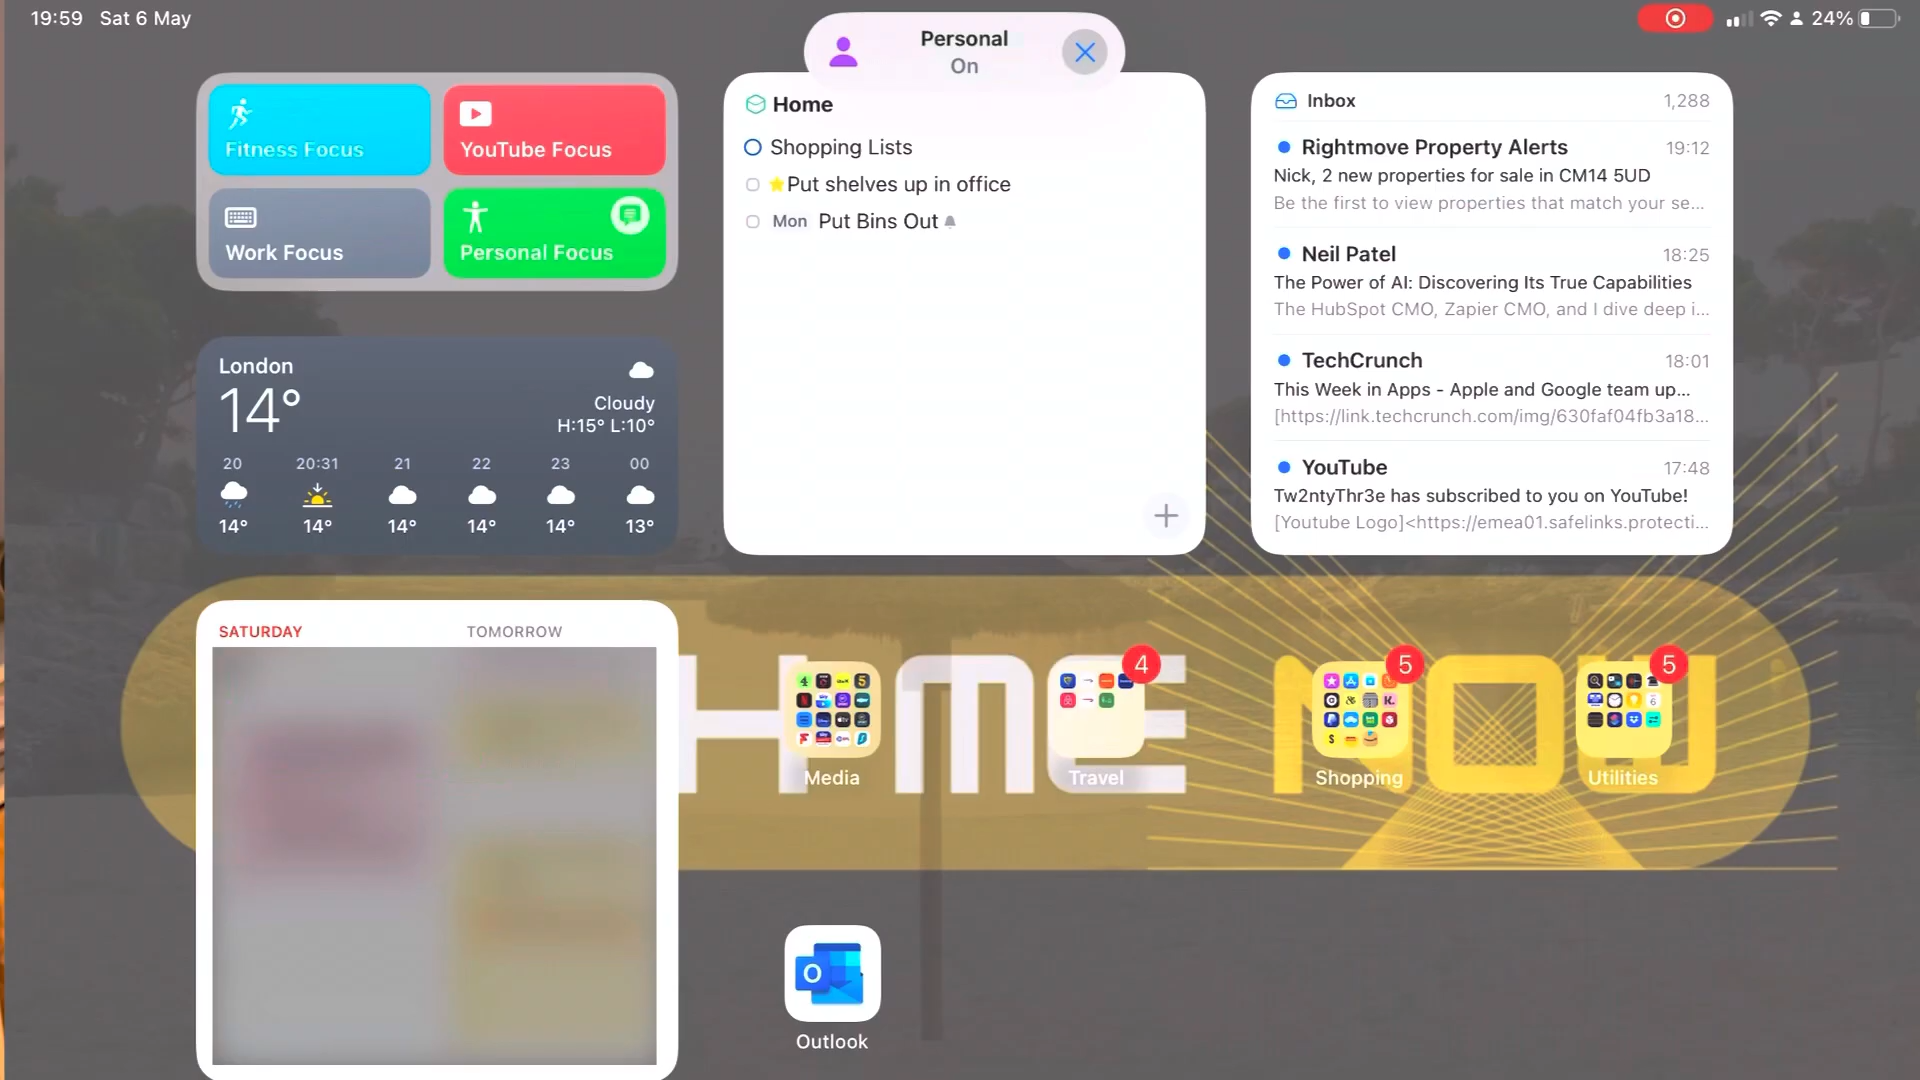 19:59 Sat 6 May
24%
Personal
On
Fitness Focus
YouTube Focus
Work Focus
Personal Focus
London
14°
Cloudy
H:15° L:10°
20 20:31 21 22 23 00
14° 14° 14° 14° 14° 13°
Home
Shopping Lists
Put shelves up in office
Mon Put Bins Out
Inbox 1,288
Rightmove Property Alerts 19:12
Nick, 2 new properties for sale in CM14 5UD
Be the first to view properties that match your se...
Neil Patel 18:25
The Power of AI: Discovering Its True Capabilities
The HubSpot CMO, Zapier CMO, and I dive deep i...
TechCrunch 18:01
This Week in Apps - Apple and Google team up...
[https://link.techcrunch.com/img/630faf04fb3a18...
YouTube 17:48
Tw2ntyThr3e has subscribed to you on YouTube!
[Youtube Logo]<https://emea01.safelinks.protecti...
SATURDAY TOMORROW
HME NOW
4
5
5
Media
Travel
Shopping
Utilities
O
Outlook